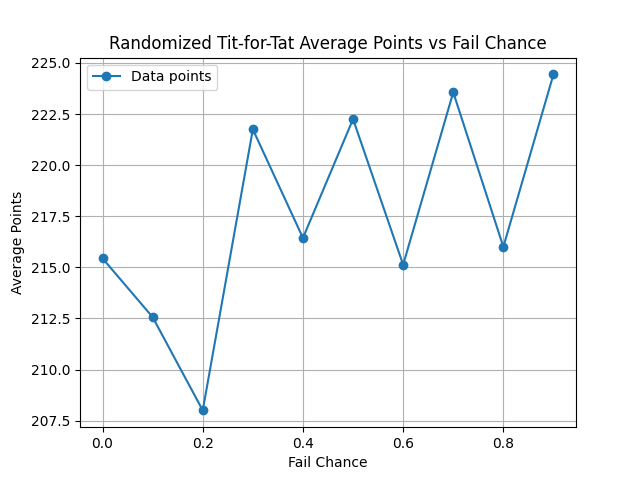 Randomized Tit-for-Tat Average Points vs Fail Chance
Data points
225.0
222.5
220.0
217.5
215.0
212.5
210.0
207.5
Average Points
0.0 0.2 0.4 0.6 0.8
Fail Chance